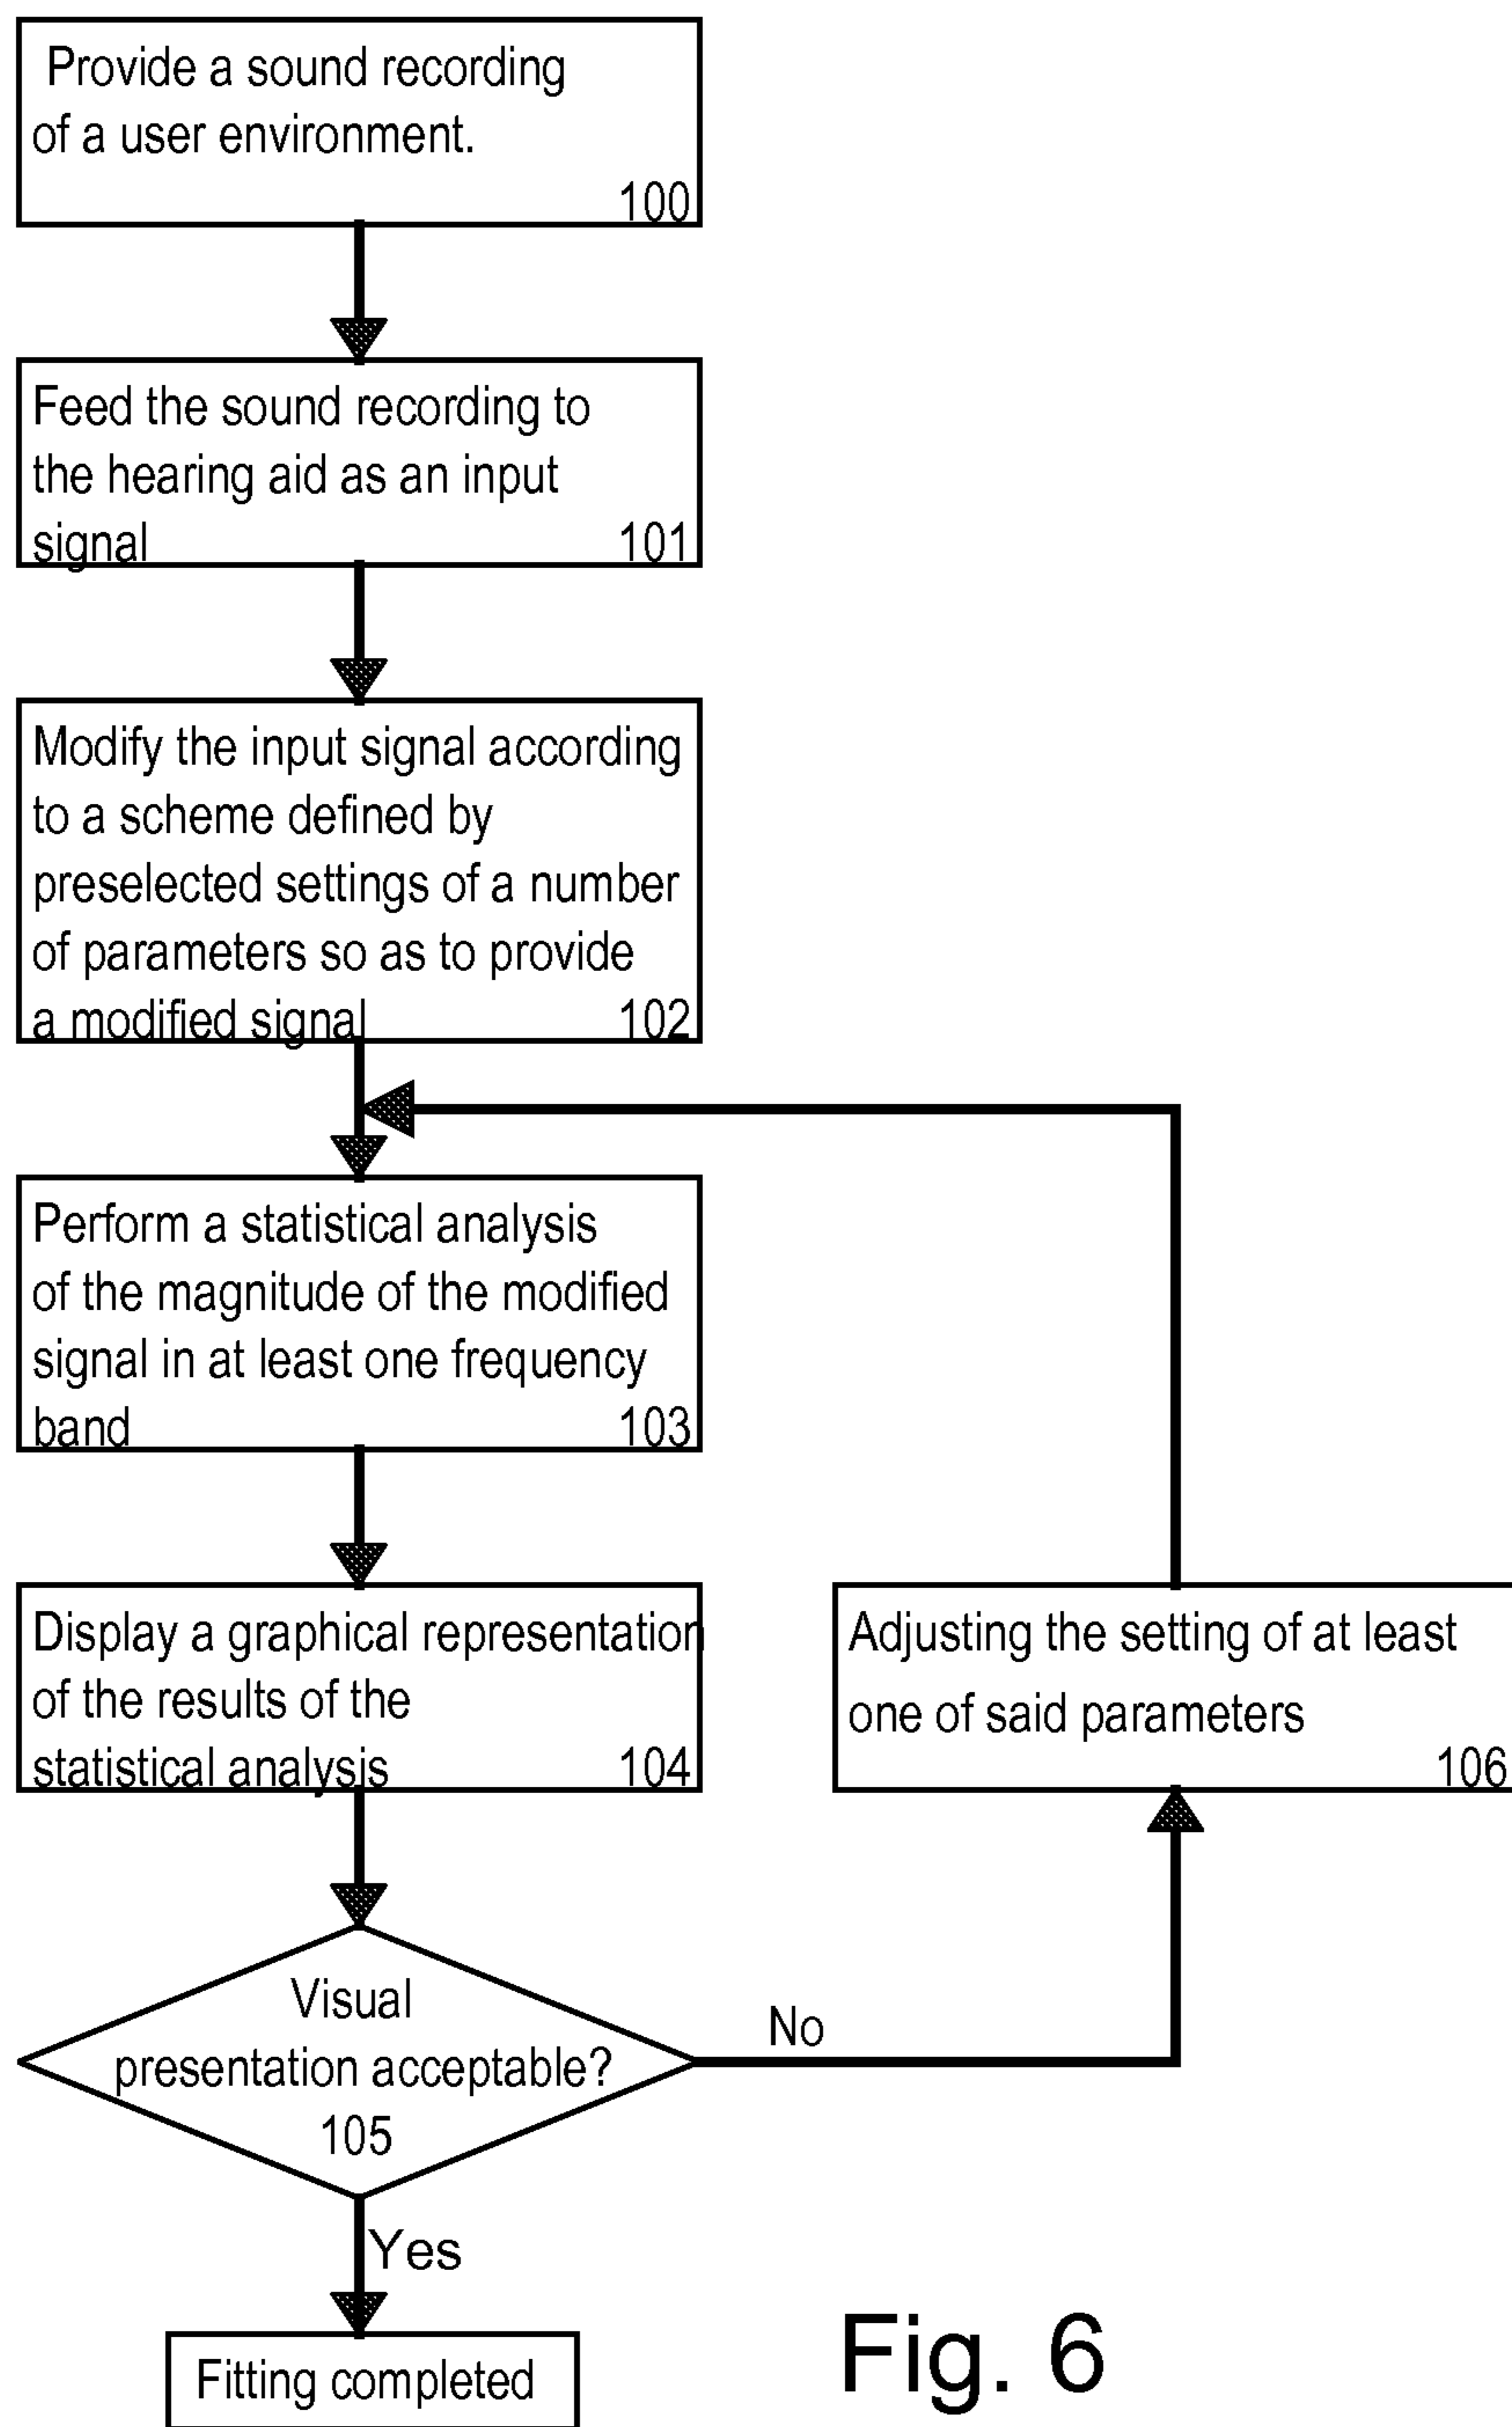 Provide a sound recording
of a user environment.
100
Feed the sound recording to
the hearing aid as an input
signal 101
Modify the input signal according
to a scheme defined by
preselected settings of a number
of parameters so as to provide
a modified signal 102
Perform a statistical analysis
of the magnitude of the modified
signal in at least one frequency
band 103
Display a graphical representation
of the results of the
statistical analysis 104
Adjusting the setting of at least
one of said parameters
106
Visual
presentation acceptable?
105
No
Yes
Fitting completed
Fig. 6